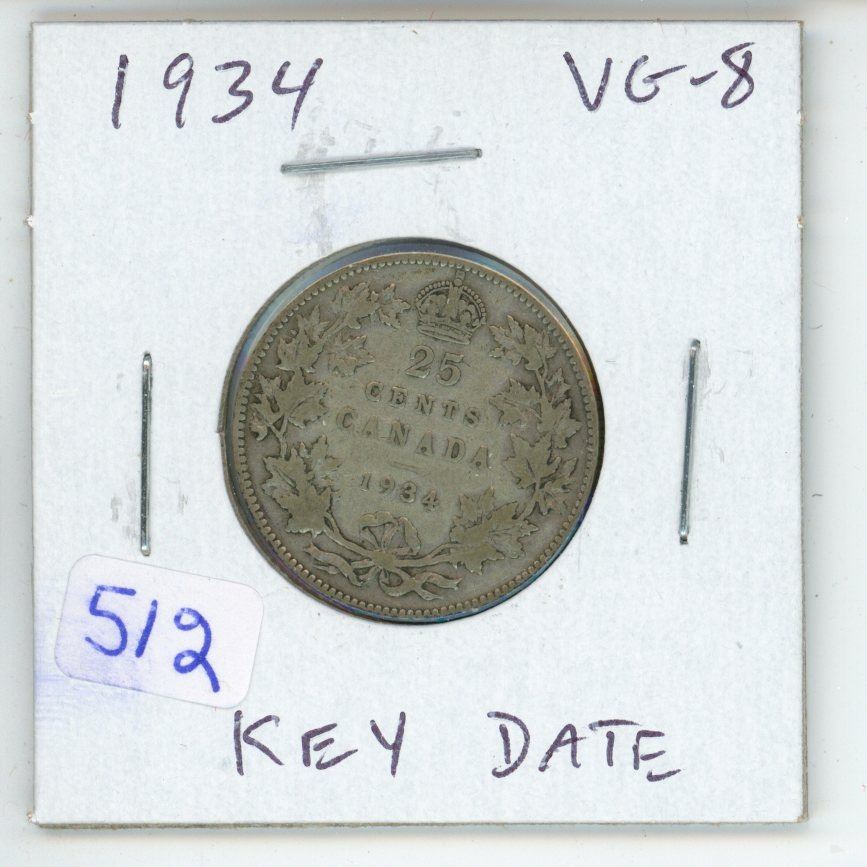 1934 VG-8
25
CENTS
CANADA
1934
512
KEY DATE